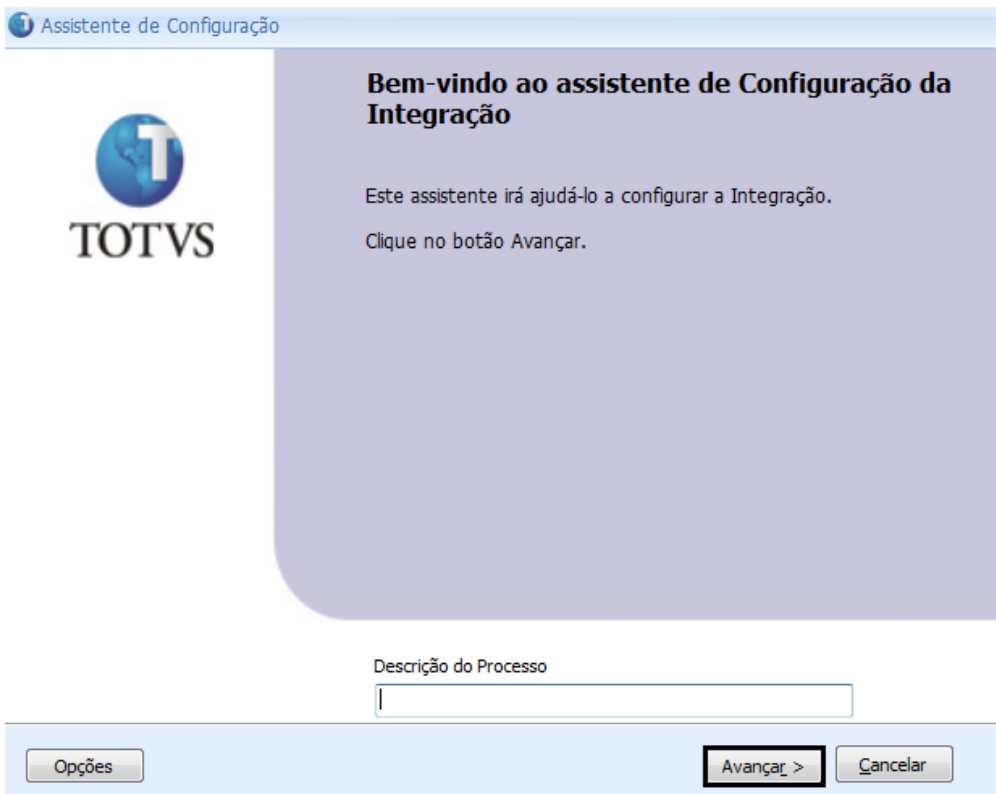 Assistente de Configuração
Bem-vindo ao assistente de Configuração da
Integração
TOTVS
Este assistente irá ajudá-lo a configurar a Integração.
Clique no botão Avançar.
Descrição do Processo
Opções
Avançar >
Cancelar